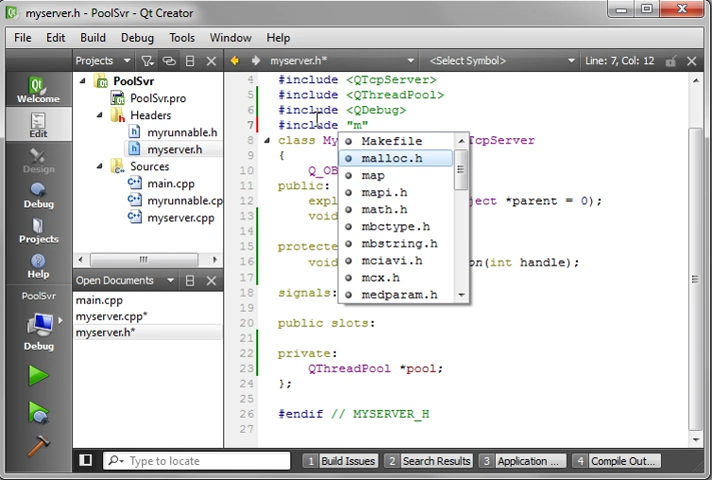 myserver.h - PoolSvr - Qt Creator
File Edit Build Debug Analyze Tools Window Help
Projects
myserver.h*
<Select Symbol>
Line: 7, Col: 12
Welcome
Edit
Design
Debug
Projects
Help
PoolSvr
Debug
PoolSvr
PoolSvr.pro
Headers
myrunnable.h
myserver.h
Sources
main.cpp
myrunnable.cp
myserver.cpp
Open Documents
main.cpp
myserver.cpp*
myserver.h*
4 #include <QTcpServer>
5 #include <QThreadPool>
6 #include <QDebug>
7 #include "m"
8 class My TcpServer
9 {
10 Q_OB
11 public:
12 expl ject *parent = 0);
13 void
14
15 protecte
16 void on(int handle);
17
18 signals:
19
20 public slots:
21
22 private:
23 QThreadPool *pool;
24 };
25
26 #endif // MYSERVER_H
27
Makefile
malloc.h
map
mapi.h
math.h
mbctype.h
mbstring.h
mciavi.h
mcx.h
medparam.h
Type to locate
1 Build Issues
2 Search Results
3 Application ...
4 Compile Out...